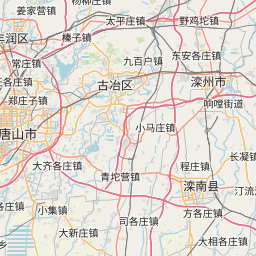 姜家营镇
杨柳庄镇
太平庄镇
野鸡坨镇
丰润区
榛子镇
九百户镇
东安各庄镇
常庄镇
古冶区
滦州市
郑庄子镇
响嘡街道
唐山市
小马庄镇
大齐各庄镇
程庄镇
长凝镇
青坨营镇
滦南县
小集镇
司各庄镇
方各庄镇
大新庄镇
大相各庄镇